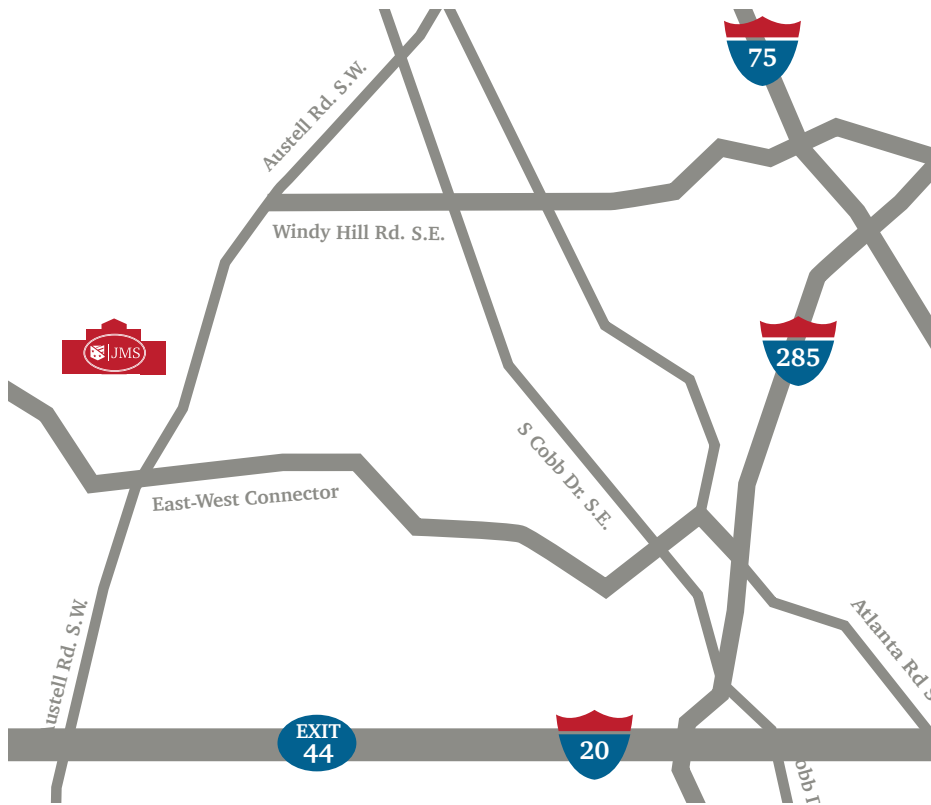 75
Austell Rd. S.W.
Windy Hill Rd. S.E.
JMS
285
S Cobb Dr. S.E.
East-West Connector
Austell Rd. S.W.
Atlanta Rd S
EXIT
44
20
obb D